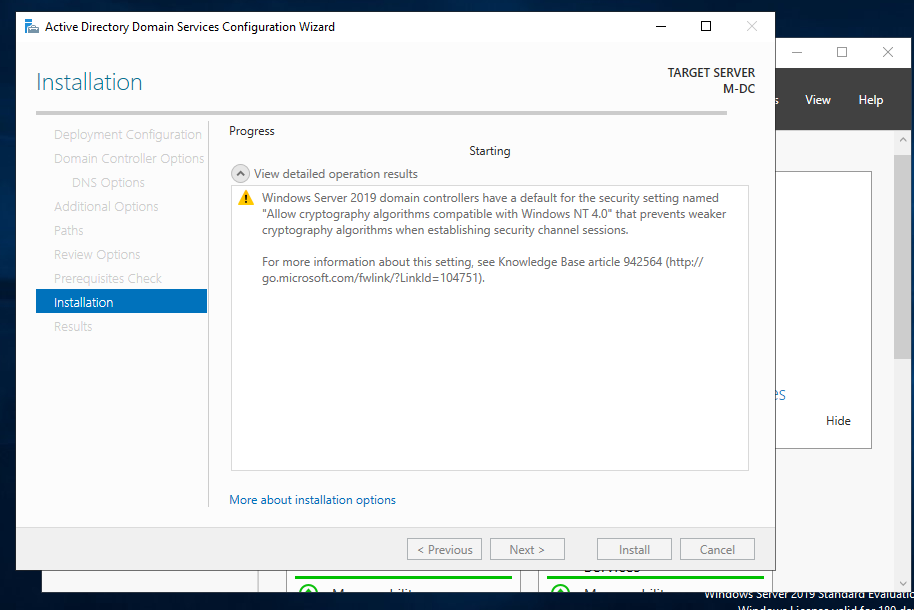 Active Directory Domain Services Configuration Wizard
Installation
TARGET SERVER
M-DC
View
Help
Deployment Configuration
Domain Controller Options
DNS Options
Additional Options
Paths
Review Options
Prerequisites Check
Installation
Results
Progress
Starting
View detailed operation results
Windows Server 2019 domain controllers have a default for the security setting named
"Allow cryptography algorithms compatible with Windows NT 4.0" that prevents weaker
cryptography algorithms when establishing security channel sessions.
For more information about this setting, see Knowledge Base article 942564 (http://
go.microsoft.com/fwlink/?LinkId=104751).
Hide
More about installation options
< Previous
Next >
Install
Cancel
Windows Server 2019 Standard Evaluatio
Windows License valid for 180 da